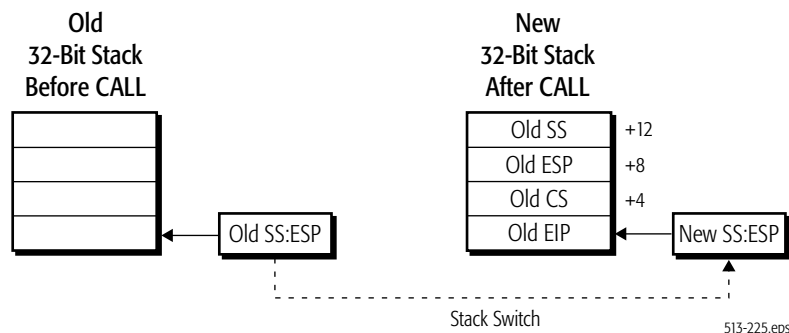 Old
32-Bit Stack
Before CALL
New
32-Bit Stack
After CALL
Old SS +12
Old ESP +8
Old CS +4
Old SS:ESP
Old EIP
New SS:ESP
Stack Switch
513-225.eps